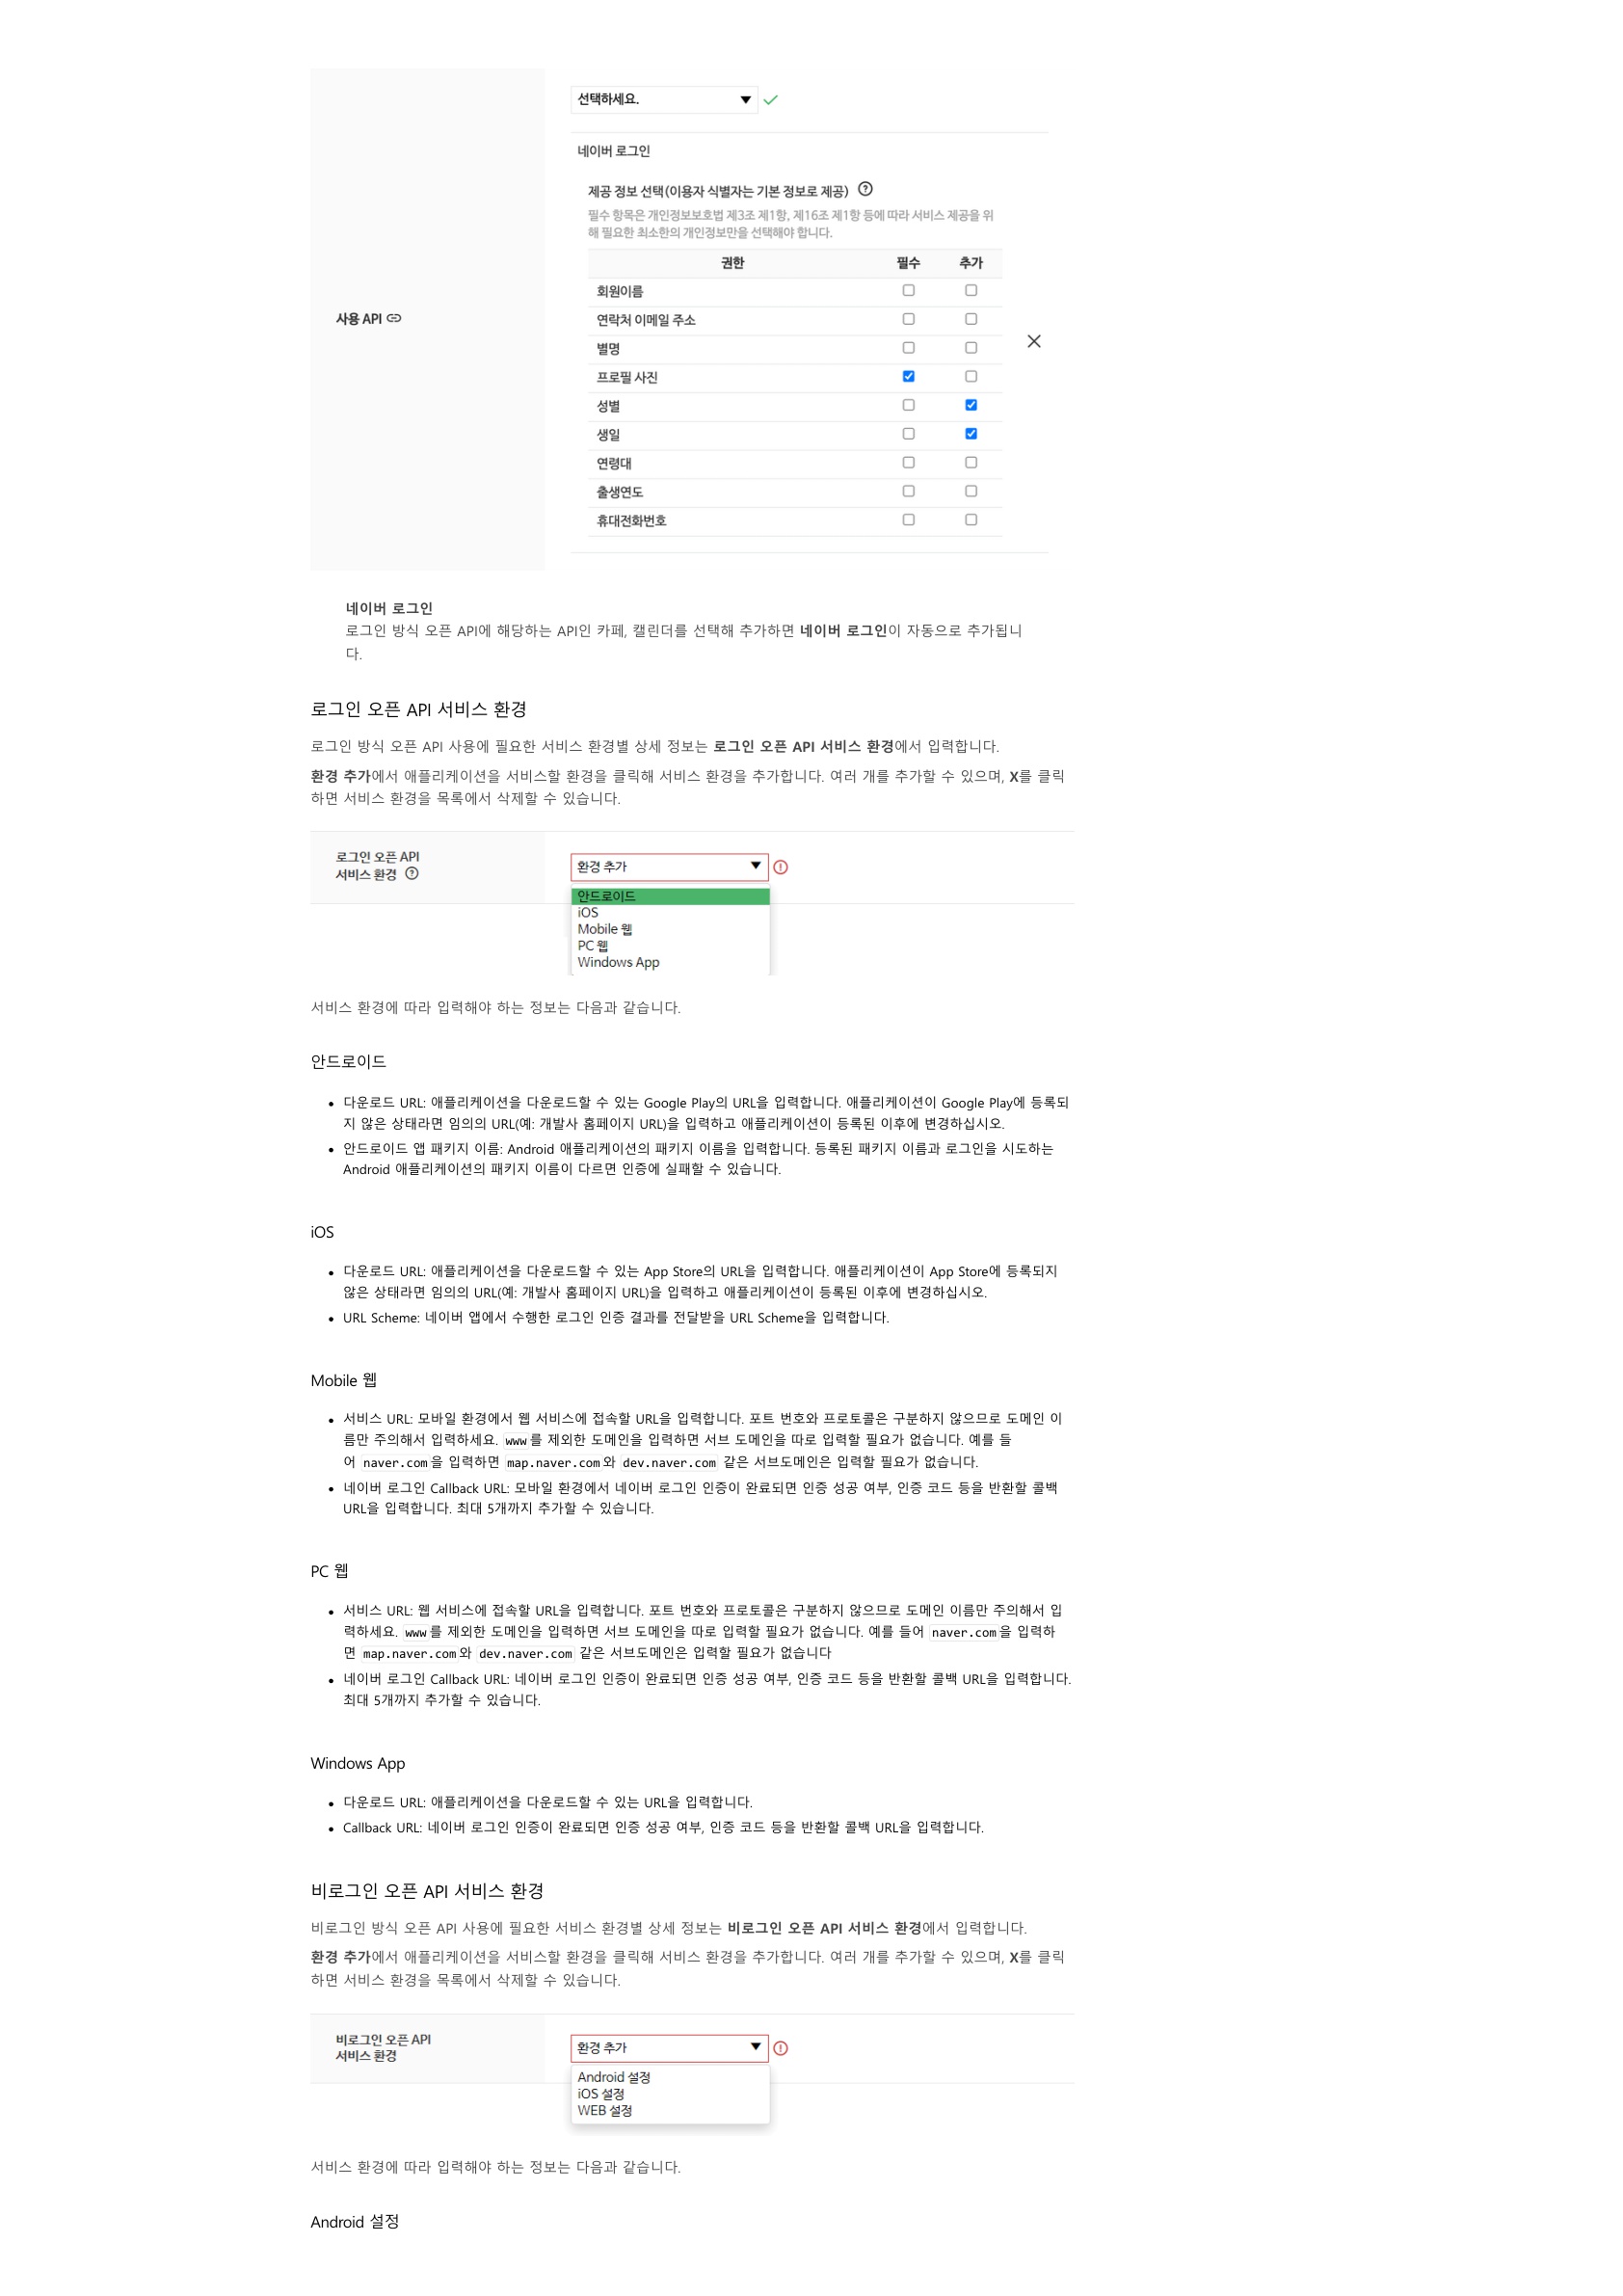 선택하세요.
네이버 로그인
제공 정보 선택(이용자 식별자는 기본 정보로 제공)
필수 항목은 개인정보보호법 제3조 제1항, 제16조 제1항 등에 따라 서비스 제공을 위
해 필요한 최소한의 개인정보만을 선택해야 합니다.
권한 필수 추가
회원이름
사용 API
연락처 이메일 주소
별명
프로필 사진
성별
생일
연령대
출생연도
휴대전화번호
네이버 로그인
로그인 방식 오픈 API에 해당하는 API인 카페, 캘린더를 선택해 추가하면 네이버 로그인이 자동으로 추가됩니
다.
로그인 오픈 API 서비스 환경
로그인 방식 오픈 API 사용에 필요한 서비스 환경별 상세 정보는 로그인 오픈 API 서비스 환경에서 입력합니다.
환경 추가에서 애플리케이션을 서비스할 환경을 클릭해 서비스 환경을 추가합니다. 여러 개를 추가할 수 있으며, X를 클릭
하면 서비스 환경을 목록에서 삭제할 수 있습니다.
로그인 오픈 API
서비스 환경
환경 추가
안드로이드
iOS
Mobile 웹
PC 웹
Windows App
서비스 환경에 따라 입력해야 하는 정보는 다음과 같습니다.
안드로이드
• 다운로드 URL: 애플리케이션을 다운로드할 수 있는 Google Play의 URL을 입력합니다. 애플리케이션이 Google Play에 등록되
지 않은 상태라면 임의의 URL(예: 개발사 홈페이지 URL)을 입력하고 애플리케이션이 등록된 이후에 변경하십시오.
• 안드로이드 앱 패키지 이름: Android 애플리케이션의 패키지 이름을 입력합니다. 등록된 패키지 이름과 로그인을 시도하는
Android 애플리케이션의 패키지 이름이 다르면 인증에 실패할 수 있습니다.
iOS
• 다운로드 URL: 애플리케이션을 다운로드할 수 있는 App Store의 URL을 입력합니다. 애플리케이션이 App Store에 등록되지
않은 상태라면 임의의 URL(예: 개발사 홈페이지 URL)을 입력하고 애플리케이션이 등록된 이후에 변경하십시오.
• URL Scheme: 네이버 앱에서 수행한 로그인 인증 결과를 전달받을 URL Scheme을 입력합니다.
Mobile 웹
• 서비스 URL: 모바일 환경에서 웹 서비스에 접속할 URL을 입력합니다. 포트 번호와 프로토콜은 구분하지 않으므로 도메인 이
름만 주의해서 입력하세요. www를 제외한 도메인을 입력하면 서브 도메인을 따로 입력할 필요가 없습니다. 예를 들
어 naver.com을 입력하면 map.naver.com와 dev.naver.com 같은 서브도메인은 입력할 필요가 없습니다.
• 네이버 로그인 Callback URL: 모바일 환경에서 네이버 로그인 인증이 완료되면 인증 성공 여부, 인증 코드 등을 반환할 콜백
URL을 입력합니다. 최대 5개까지 추가할 수 있습니다.
PC 웹
• 서비스 URL: 웹 서비스에 접속할 URL을 입력합니다. 포트 번호와 프로토콜은 구분하지 않으므로 도메인 이름만 주의해서 입
력하세요. www를 제외한 도메인을 입력하면 서브 도메인을 따로 입력할 필요가 없습니다. 예를 들어 naver.com을 입력하
면 map.naver.com와 dev.naver.com 같은 서브도메인은 입력할 필요가 없습니다
• 네이버 로그인 Callback URL: 네이버 로그인 인증이 완료되면 인증 성공 여부, 인증 코드 등을 반환할 콜백 URL을 입력합니다.
최대 5개까지 추가할 수 있습니다.
Windows App
• 다운로드 URL: 애플리케이션을 다운로드할 수 있는 URL을 입력합니다.
• Callback URL: 네이버 로그인 인증이 완료되면 인증 성공 여부, 인증 코드 등을 반환할 콜백 URL을 입력합니다.
비로그인 오픈 API 서비스 환경
비로그인 방식 오픈 API 사용에 필요한 서비스 환경별 상세 정보는 비로그인 오픈 API 서비스 환경에서 입력합니다.
환경 추가에서 애플리케이션을 서비스할 환경을 클릭해 서비스 환경을 추가합니다. 여러 개를 추가할 수 있으며, X를 클릭
하면 서비스 환경을 목록에서 삭제할 수 있습니다.
비로그인 오픈 API
서비스 환경
환경 추가
Android 설정
iOS 설정
WEB 설정
서비스 환경에 따라 입력해야 하는 정보는 다음과 같습니다.
Android 설정